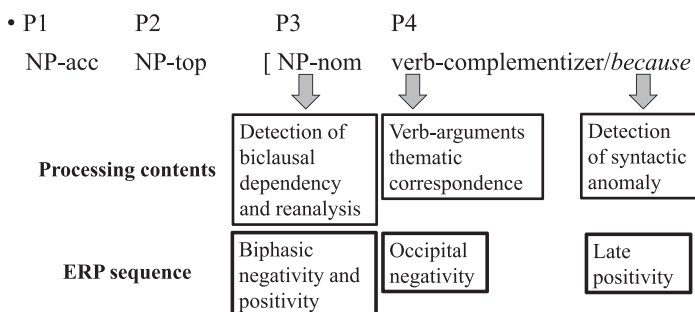 • P1 P2 P3 P4
NP-acc NP-top [ NP-nom verb-complementizer/because
Detection of biclausal dependency and reanalysis
Verb-arguments thematic correspondence
Detection of syntactic anomaly
Processing contents
Biphasic negativity and positivity
Occipital negativity
Late positivity
ERP sequence